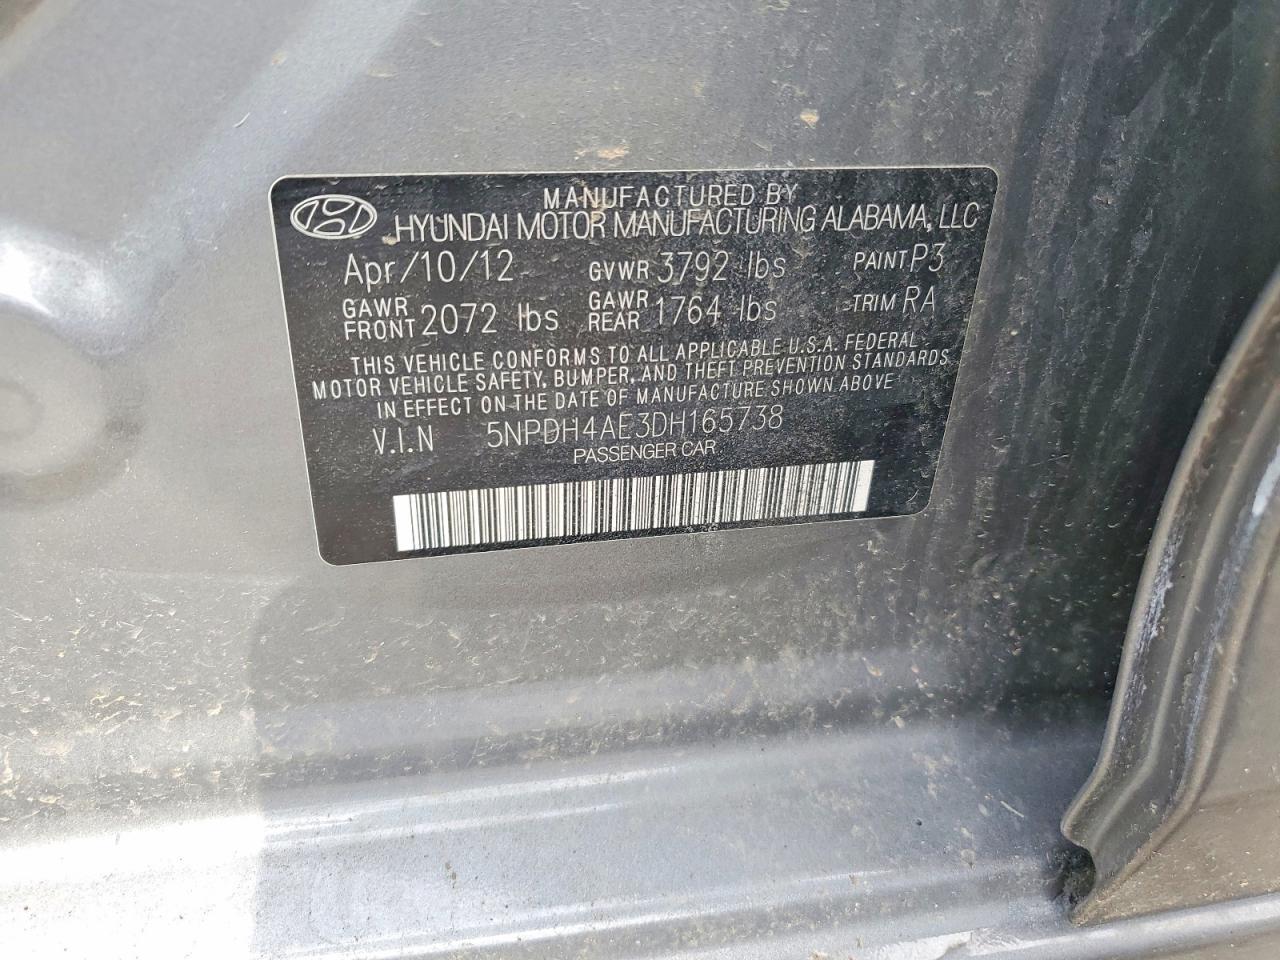 MANUFACTURED BY
HYUNDAI MOTOR MANUFACTURING ALABAMA, LLC
Apr/10/12 GVWR 3792 lbs PAINT P3
GAWR FRONT 2072 lbs GAWR REAR 1764 lbs TRIM RA
THIS VEHICLE CONFORMS TO ALL APPLICABLE U.S.A. FEDERAL
MOTOR VEHICLE SAFETY, BUMPER, AND THEFT PREVENTION STANDARDS
IN EFFECT ON THE DATE OF MANUFACTURE SHOWN ABOVE
V.I.N 5NPDH4AE3DH165738
PASSENGER CAR